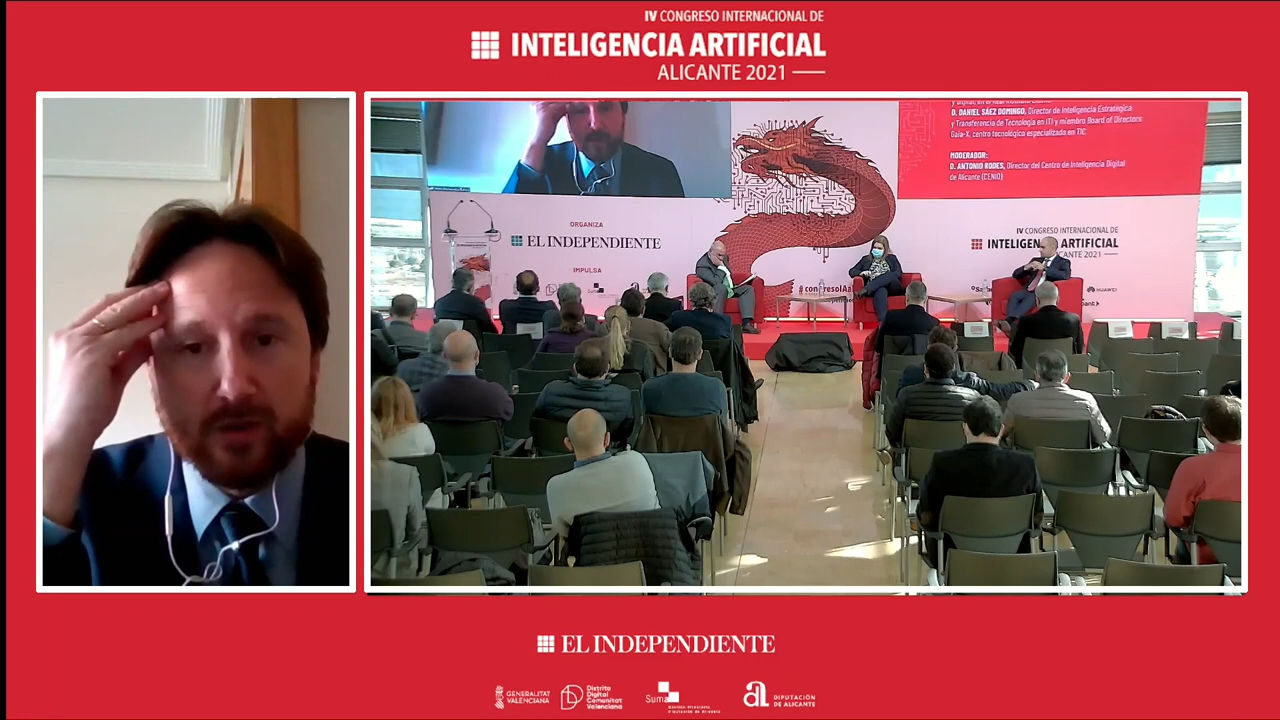 IV CONGRESO INTERNACIONAL DE
INTELIGENCIA ARTIFICIAL
ALICANTE 2021
D. DANIEL SÁEZ DOMINGO, Director de Inteligencia Estratégica
y Transferencia de Tecnología en ITI y miembro Board of Directors
Gaia-X, centro tecnológico especializado en TIC
MODERADOR:
D. ANTONIO RODES, Director del Centro de Inteligencia Digital
de Alicante (CENID)
ORGANIZA
EL INDEPENDIENTE
IMPULSA
IV CONGRESO INTERNACIONAL DE
INTELIGENCIA ARTIFICIAL
ALICANTE 2021
HUAWEI
EL INDEPENDIENTE
GENERALITAT
VALENCIANA
Distrito
Digital
Comunitat
Valenciana
Suma
DIPUTACIÓN
DE ALICANTE